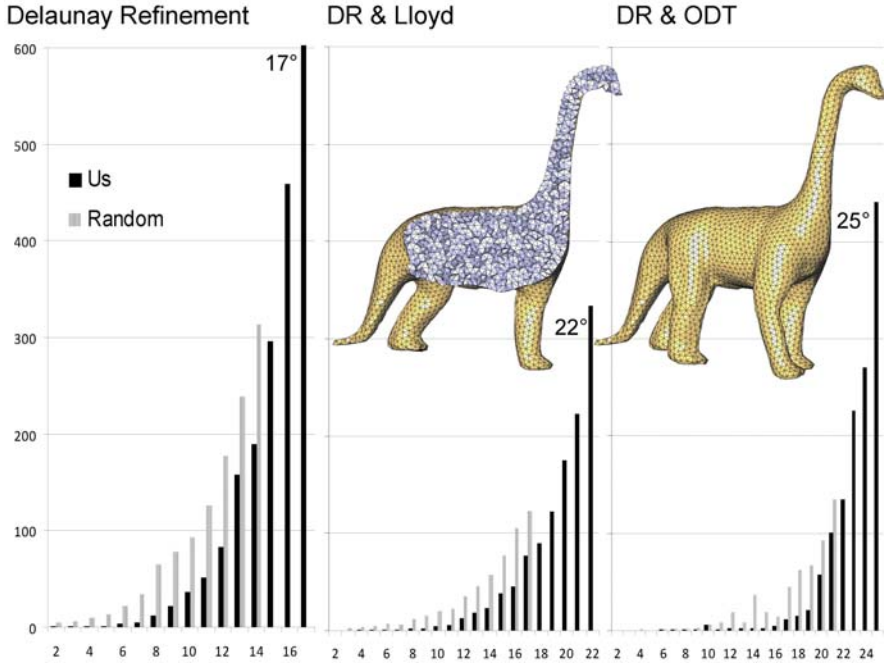 Delaunay Refinement
DR & Lloyd
DR & ODT
600
500
400
300
200
100
0
17°
Us
Random
22°
25°
2 4 6 8 10 12 14 16
2 4 6 8 10 12 14 16 18 20 22
2 4 6 8 10 12 14 16 18 20 22 24